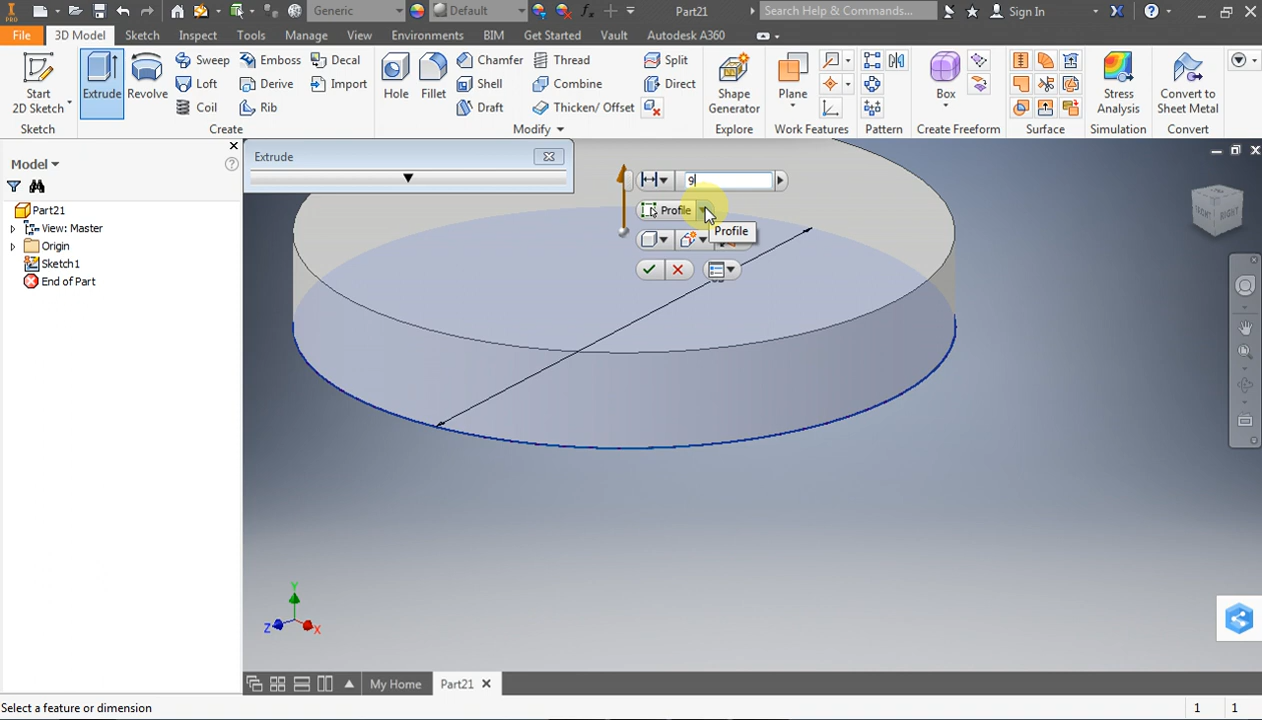 PRO
Generic
Default
Part21
Search Help & Commands...
Sign In
File
3D Model
Sketch
Inspect
Tools
Manage
View
Environments
BIM
Get Started
Vault
Autodesk A360
Start
2D Sketch
Sketch
Extrude
Revolve
Sweep
Emboss
Decal
Loft
Derive
Import
Coil
Rib
Create
Hole
Fillet
Chamfer
Thread
Split
Shell
Combine
Direct
Draft
Thicken/ Offset
Modify
Shape
Generator
Explore
Plane
Work Features
Pattern
Box
Create Freeform
Surface
Stress
Analysis
Simulation
Convert to
Sheet Metal
Convert
Model
Part21
View: Master
Origin
Sketch1
End of Part
Extrude
9
Profile
Profile
FRONT
RIGHT
Y
Z
X
My Home
Part21
Select a feature or dimension
1
1